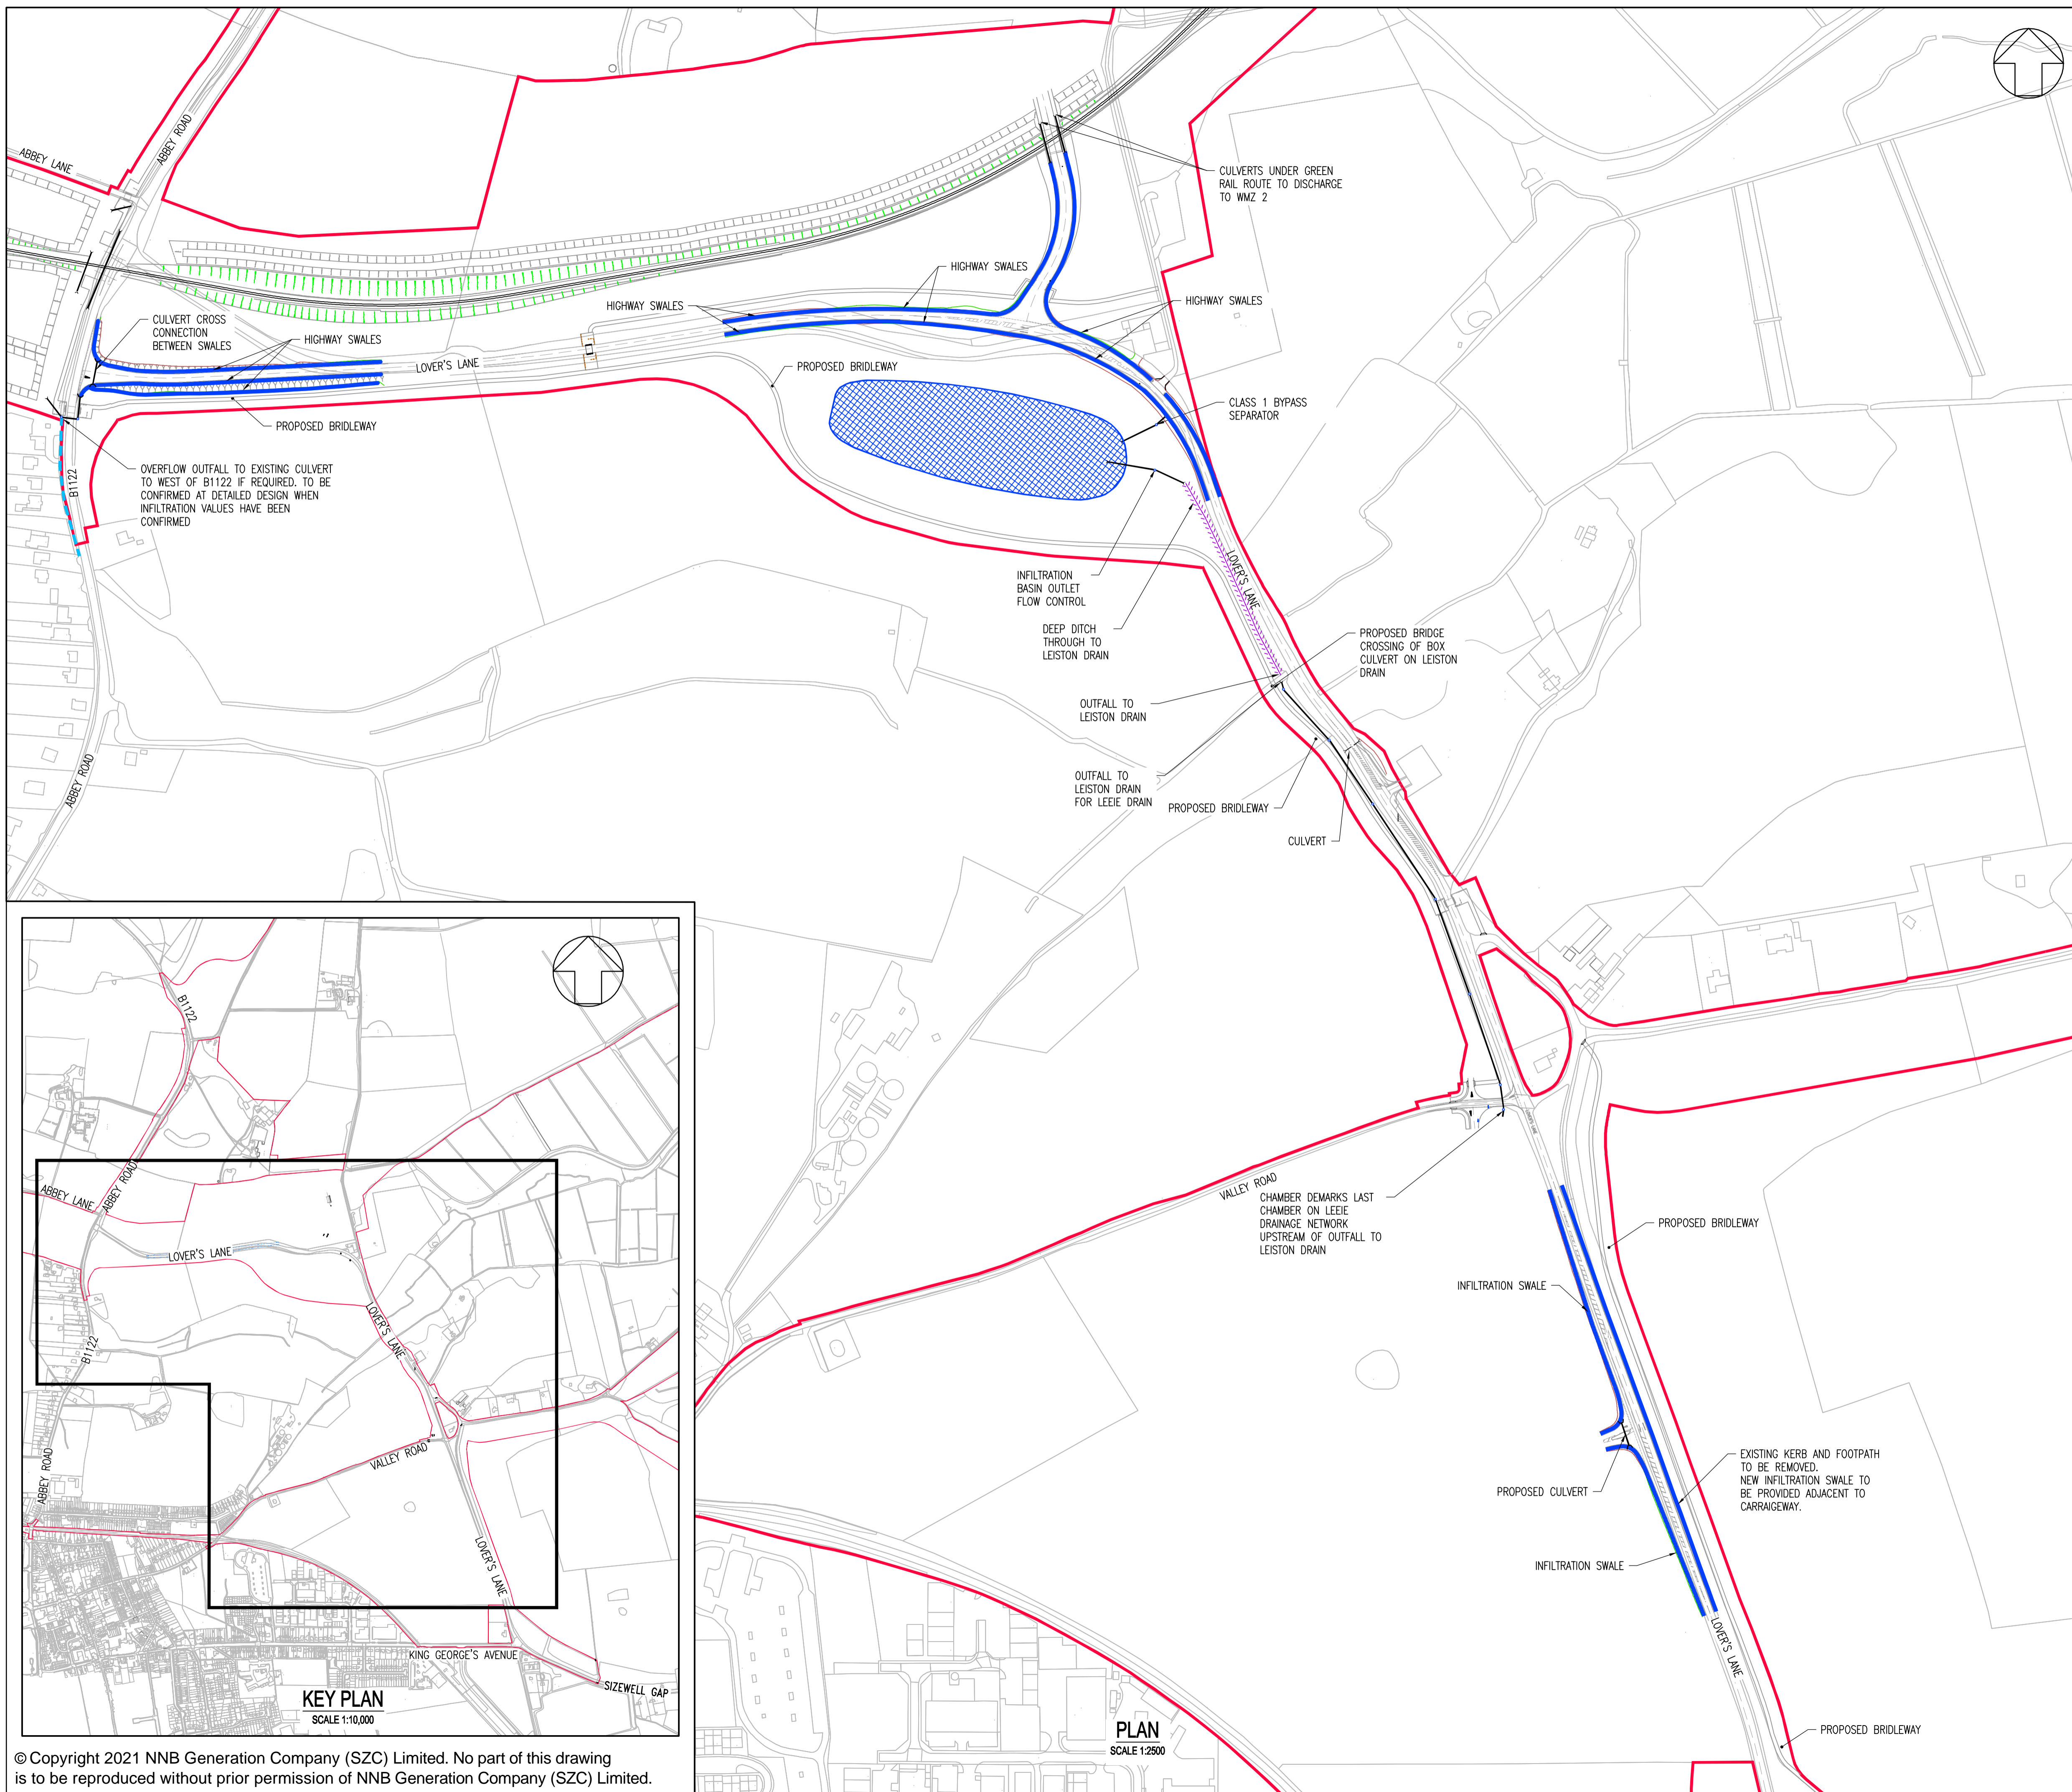 ABBEY LANE
ABBEY ROAD
CULVERTS UNDER GREEN
RAIL ROUTE TO DISCHARGE
TO WMZ 2
HIGHWAY SWALES
HIGHWAY SWALES
HIGHWAY SWALES
CULVERT CROSS
CONNECTION
BETWEEN SWALES
HIGHWAY SWALES
LOVER'S LANE
PROPOSED BRIDLEWAY
PROPOSED BRIDLEWAY
CLASS 1 BYPASS
SEPARATOR
B1122
OVERFLOW OUTFALL TO EXISTING CULVERT
TO WEST OF B1122 IF REQUIRED. TO BE
CONFIRMED AT DETAILED DESIGN WHEN
INFILTRATION VALUES HAVE BEEN
CONFIRMED
LOVER'S LANE
INFILTRATION
BASIN OUTLET
FLOW CONTROL
DEEP DITCH
THROUGH TO
LEISTON DRAIN
PROPOSED BRIDGE
CROSSING OF BOX
CULVERT ON LEISTON
DRAIN
OUTFALL TO
LEISTON DRAIN
ABBEY ROAD
OUTFALL TO
LEISTON DRAIN
FOR LEEIE DRAIN
PROPOSED BRIDLEWAY
CULVERT
LOVER'S LANE
VALLEY ROAD
CHAMBER DEMARKS LAST
CHAMBER ON LEEIE
DRAINAGE NETWORK
UPSTREAM OF OUTFALL TO
LEISTON DRAIN
PROPOSED BRIDLEWAY
INFILTRATION SWALE
EXISTING KERB AND FOOTPATH
TO BE REMOVED.
NEW INFILTRATION SWALE TO
BE PROVIDED ADJACENT TO
CARRAIGEWAY.
PROPOSED CULVERT
INFILTRATION SWALE
LOVER'S LANE
PROPOSED BRIDLEWAY
PLAN
SCALE 1:2500
B1122
ABBEY LANE
ABBEY ROAD
LOVER'S LANE
LOVER'S LANE
B1122
ABBEY ROAD
VALLEY ROAD
LOVER'S LANE
KING GEORGE'S AVENUE
SIZEWELL GAP
KEY PLAN
SCALE 1:10,000
© Copyright 2021 NNB Generation Company (SZC) Limited. No part of this drawing
is to be reproduced without prior permission of NNB Generation Company (SZC) Limited.